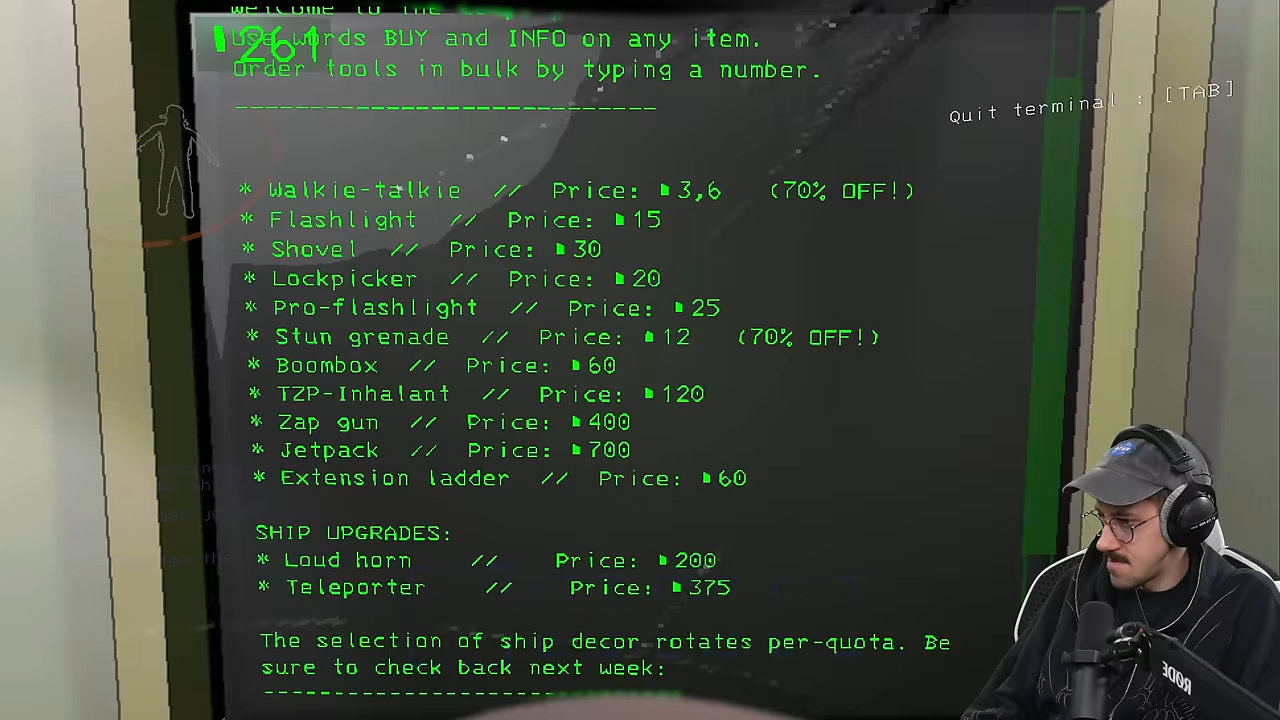 Welcome to the
Use words BUY and INFO on any item.
Order tools in bulk by typing a number.
261
Quit terminal : [TAB]
----------------------------
* Walkie-talkie // Price: 3,6 (70% OFF!)
* Flashlight // Price: 15
* Shovel // Price: 30
* Lockpicker // Price: 20
* Pro-flashlight // Price: 25
* Stun grenade // Price: 12 (70% OFF!)
* Boombox // Price: 60
* TZP-Inhalant // Price: 120
* Zap gun // Price: 400
* Jetpack // Price: 700
* Extension ladder // Price: 60
SHIP UPGRADES:
* Loud horn // Price: 200
* Teleporter // Price: 375
The selection of ship decor rotates per-quota. Be
sure to check back next week:
----------------------------
RØDE